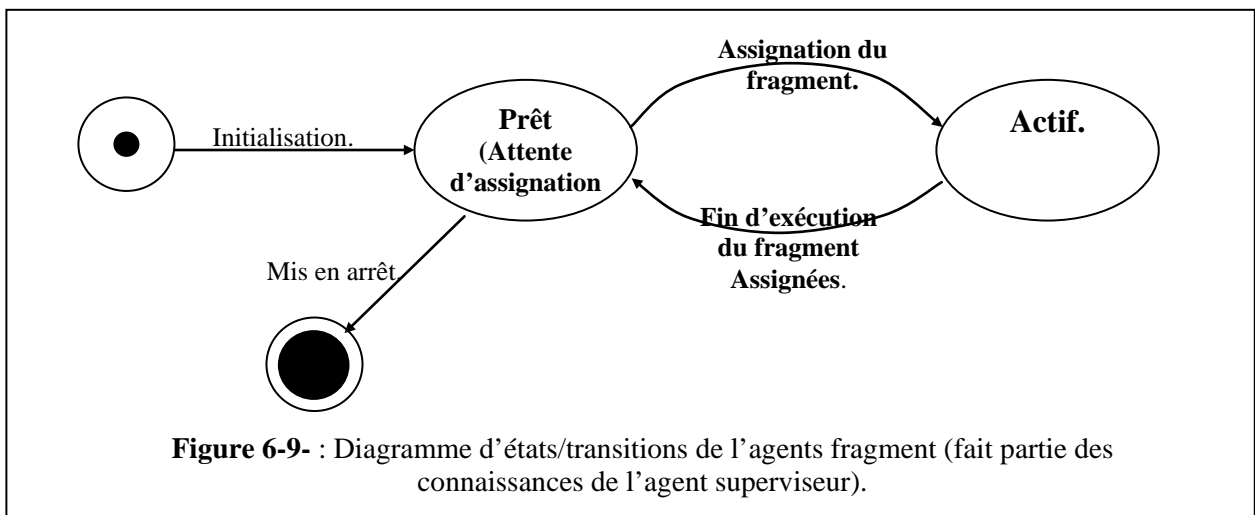 Assignation du
fragment.
Initialisation.
Prêt
(Attente
d’assignation
Actif.
Fin d’exécution
du fragment
Assignées.
Mis en arrêt.
Figure 6-9- : Diagramme d’états/transitions de l’agents fragment (fait partie des
connaissances de l’agent superviseur).